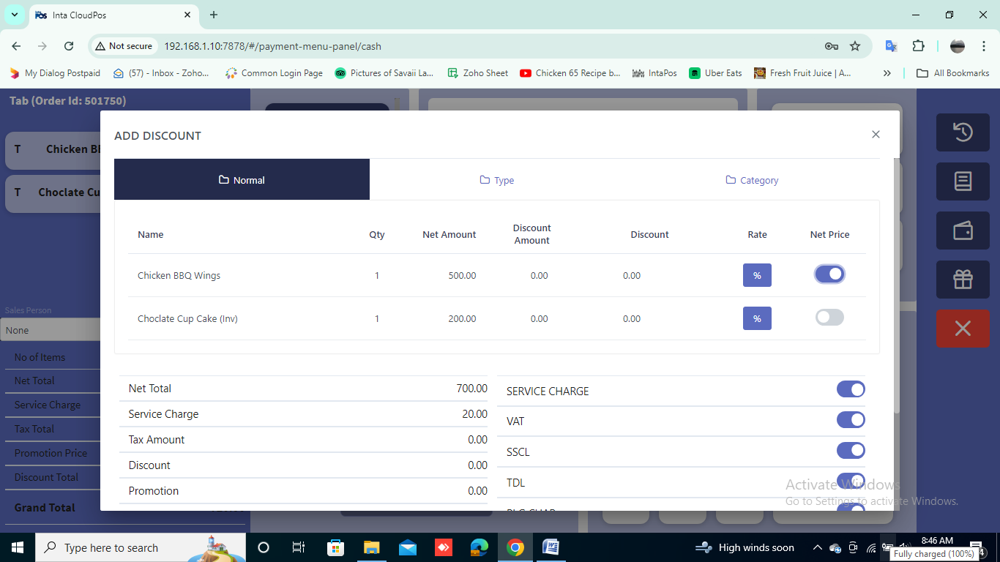 Inta CloudPos
Not secure 192.168.1.10:7878/#/payment-menu-panel/cash
My Dialog Postpaid (57) - Inbox - Zoho... Common Login Page Pictures of Savaii La... Zoho Sheet Chicken 65 Recipe b... IntaPos Uber Eats Fresh Fruit Juice | A... » All Bookmarks
Tab (Order Id: 501750)
T Chicken BB
T Choclate Cu
Sales Person
None
No of Items
Net Total
Service Charge
Tax Total
Promotion Price
Discount Total
Grand Total
ADD DISCOUNT
Normal Type Category
Name Qty Net Amount Discount Amount Discount Rate Net Price
Chicken BBQ Wings 1 500.00 0.00 0.00 %
Choclate Cup Cake (Inv) 1 200.00 0.00 0.00 %
Net Total 700.00
Service Charge 20.00
Tax Amount 0.00
Discount 0.00
Promotion 0.00
SERVICE CHARGE
VAT
SSCL
TDL
Activate Windows
Go to Settings to activate Windows.
Type here to search
High winds soon
8:46 AM
Fully charged (100%)